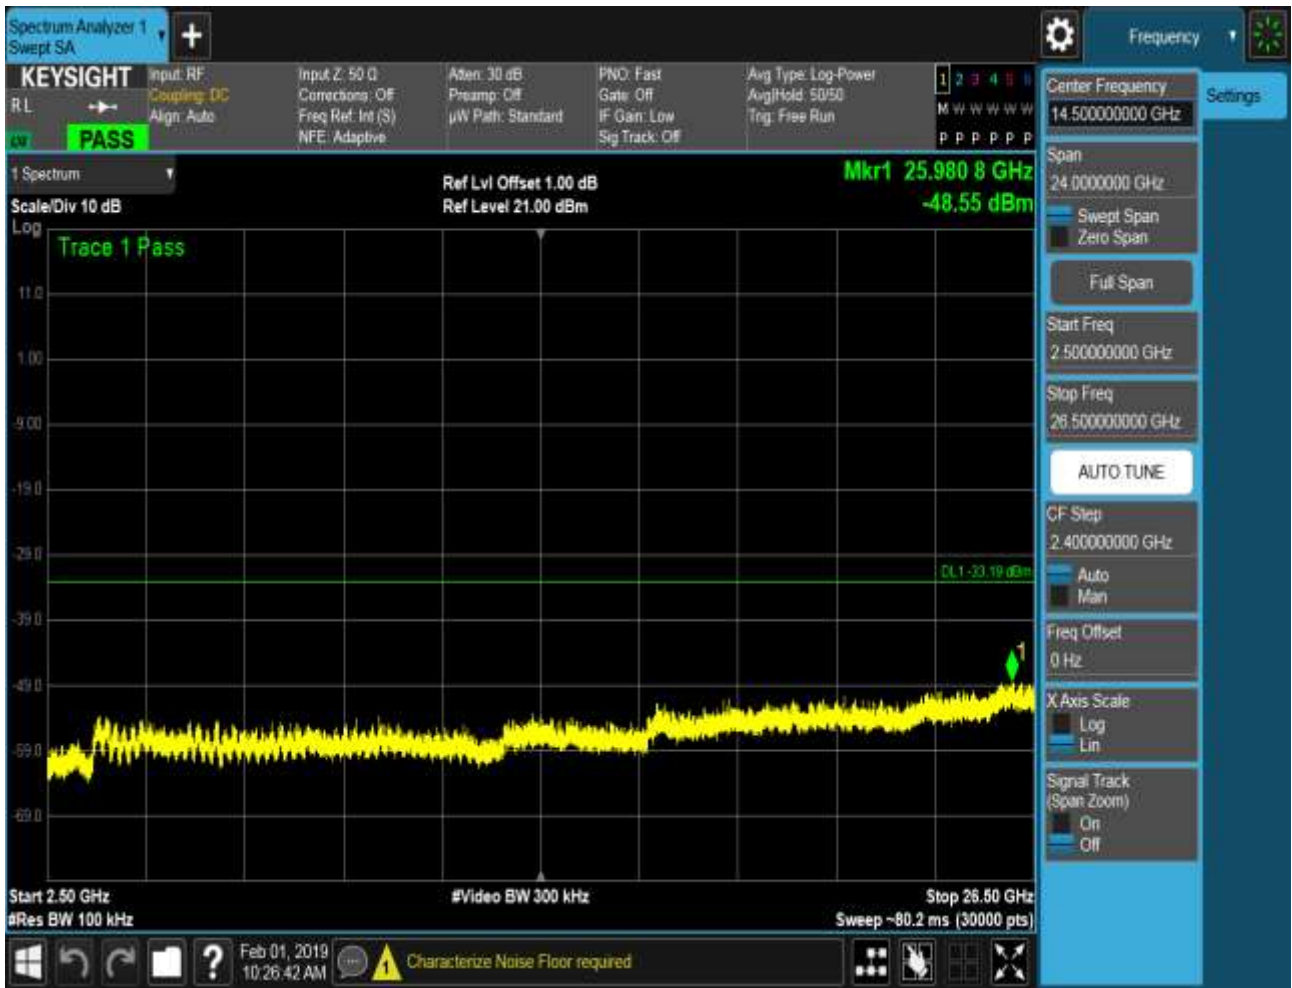 Spectrum Analyzer 1
Swept SA
+
Frequency
KEYSIGHT
R L
PASS
Input: RF
Coupling: DC
Align: Auto
Input Z: 50 Ω
Corrections: Off
Freq Ref: Int (S)
NFE: Adaptive
Atten: 30 dB
Preamp: Off
µW Path: Standard
PNO: Fast
Gate: Off
IF Gain: Low
Sig Track: Off
Avg Type: Log-Power
Avg|Hold: 50/50
Trig: Free Run
1 2 3 4 5 6
M W W W W W
P P P P P P
1 Spectrum
Scale/Div 10 dB
Log
Ref Lvl Offset 1.00 dB
Ref Level 21.00 dBm
Mkr1 25.980 8 GHz
-48.55 dBm
Trace 1 Pass
11.0
1.00
-9.00
-19.0
-29.0
DL1 -33.19 dBm
-39.0
1
-49.0
-59.0
-69.0
Start 2.50 GHz
#Res BW 100 kHz
#Video BW 300 kHz
Stop 26.50 GHz
Sweep ~80.2 ms (30000 pts)
Center Frequency
14.500000000 GHz
Settings
Span
24.0000000 GHz
Swept Span
Zero Span
Full Span
Start Freq
2.500000000 GHz
Stop Freq
26.500000000 GHz
AUTO TUNE
CF Step
2.400000000 GHz
Auto
Man
Freq Offset
0 Hz
X Axis Scale
Log
Lin
Signal Track
(Span Zoom)
On
Off
?
Feb 01, 2019
10:26:42 AM
1
Characterize Noise Floor required